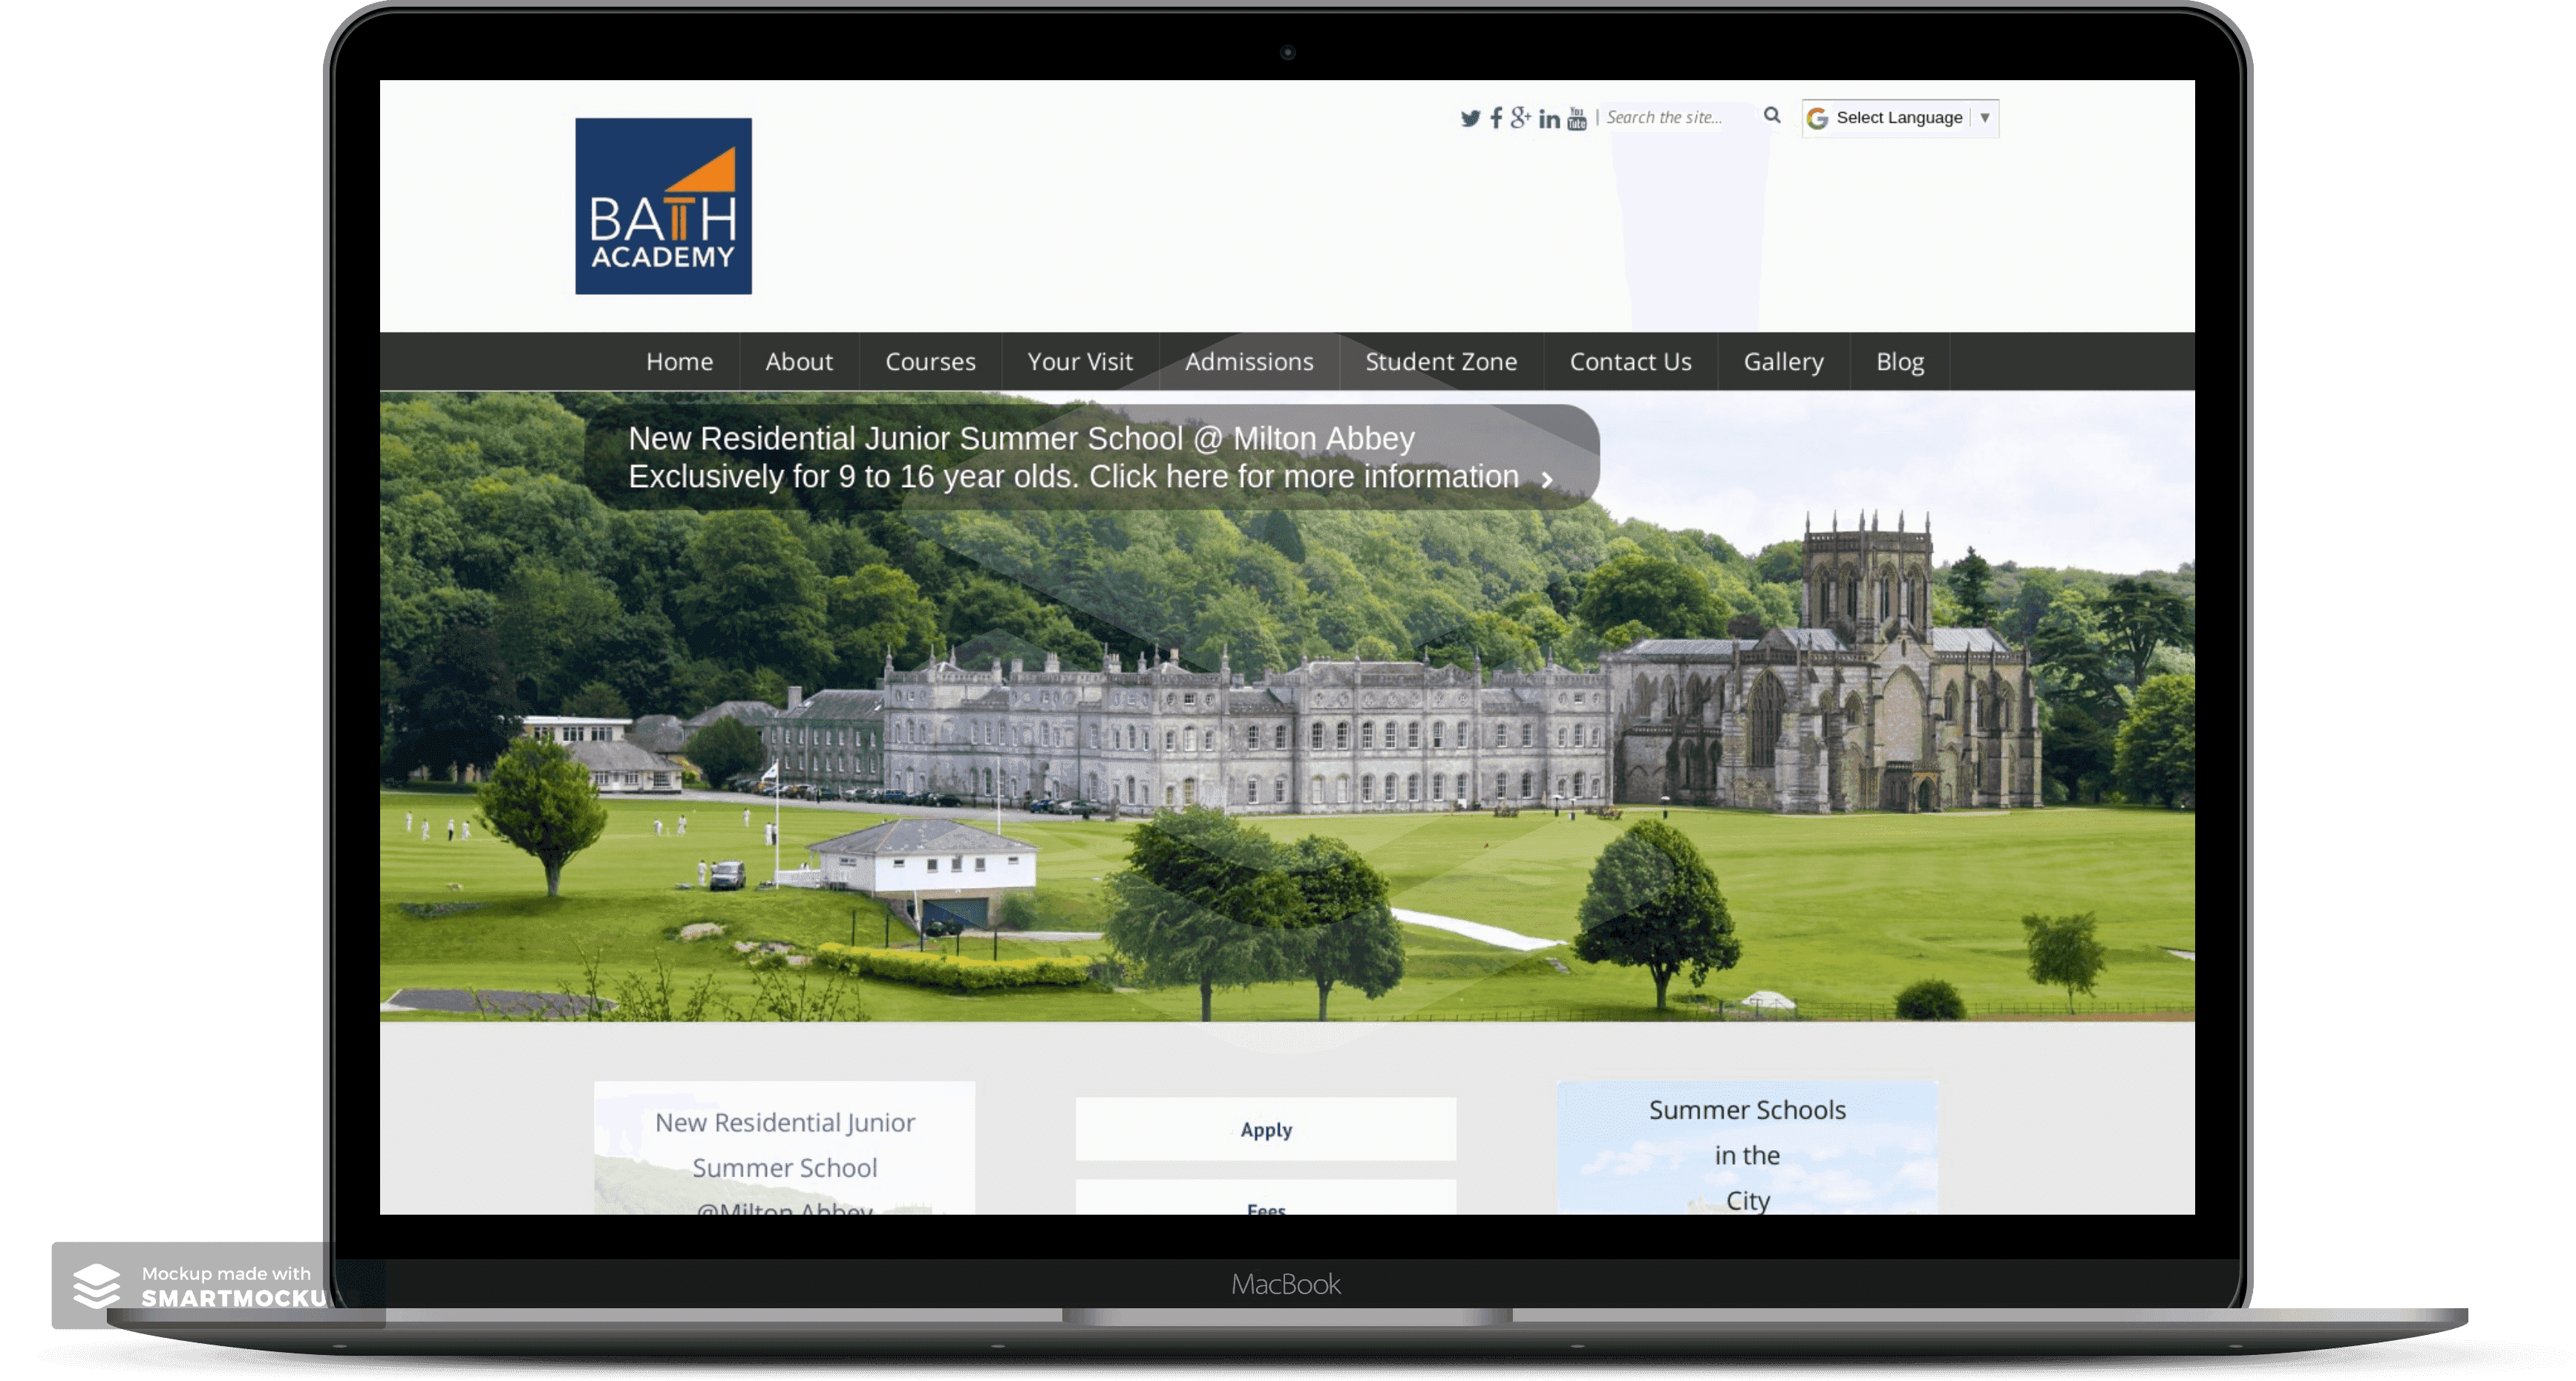 BATH
ACADEMY
You
Tube
Search the site...
Select Language
Home
About
Courses
Your Visit
Admissions
Student Zone
Contact Us
Gallery
Blog
New Residential Junior Summer School @ Milton Abbey
Exclusively for 9 to 16 year olds. Click here for more information
New Residential Junior
Summer School
@Milton Abbey
Apply
Fees
Summer Schools
in the
City
MacBook
Mockup made with
SMARTMOCKU